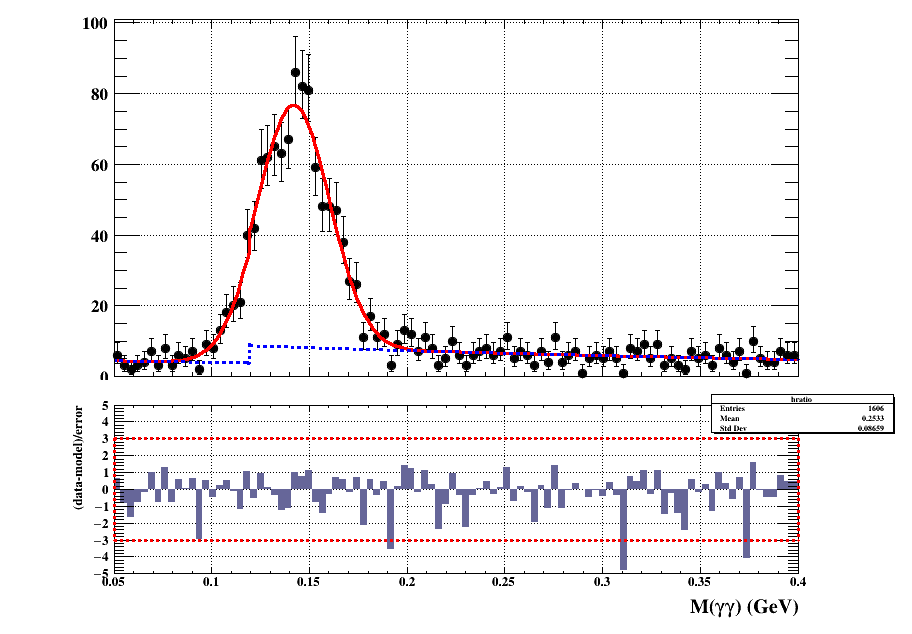 100
80
60
40
20
0
(data-model)/error
5
4
3
2
1
0
−1
−2
−3
−4
−5
hratio
Entries 1606
Mean 0.2533
Std Dev 0.08659
0.05 0.1 0.15 0.2 0.25 0.3 0.35 0.4
M(γγ) (GeV)